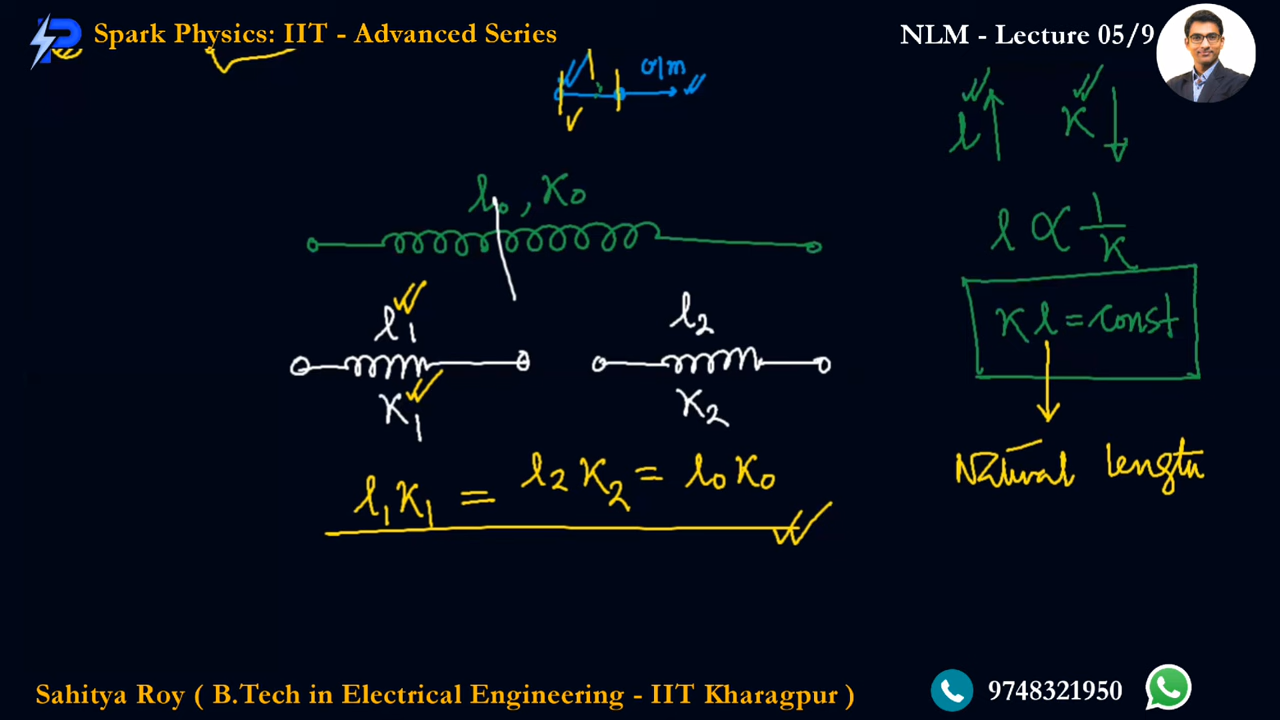 Spark Physics: IIT - Advanced Series
NLM - Lecture 05/9
o/m
l↑ K↓
l₀, K₀
l ∝ 1/K
l₁ l₂
Kl = const
K₁ K₂
l₁K₁ = l₂K₂ = l₀K₀
Natural length
Sahitya Roy ( B.Tech in Electrical Engineering - IIT Kharagpur )
9748321950